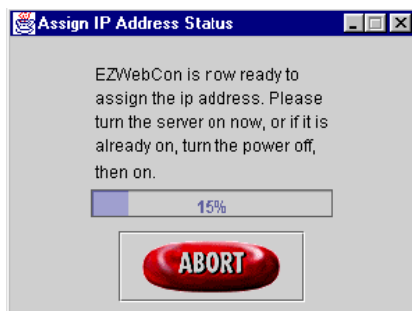 Assign IP Address Status
EZWebCon is now ready to
assign the ip address. Please
turn the server on now, or if it is
already on, turn the power off,
then on.
15%
ABORT